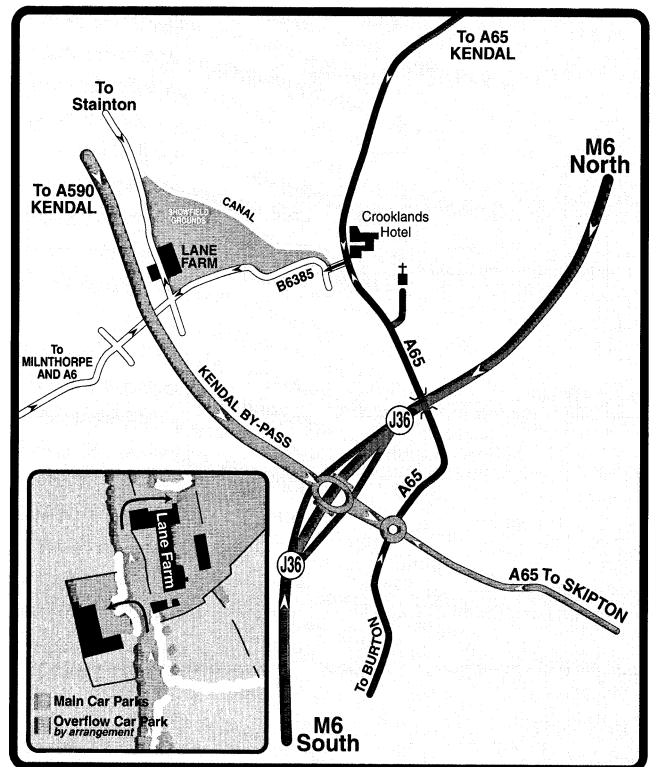 To A65
KENDAL
To
Stainton
M6
North
To A590
KENDAL
CANAL
SHOWFIELD
GROUNDS
Crooklands
Hotel
LANE
FARM
B6385
To
MILNTHORPE
AND A6
A65
KENDAL BY-PASS
J36
A65
Lane Farm
J36
A65 To SKIPTON
To BURTON
Main Car Parks
Overflow Car Park
by arrangement
M6
South